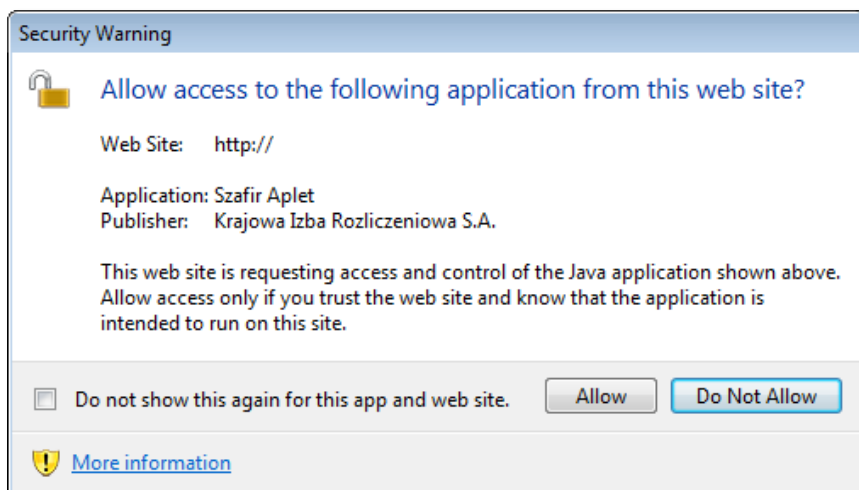 Security Warning
Allow access to the following application from this web site?
Web Site: http://
Application: Szafir Aplet
Publisher: Krajowa Izba Rozliczeniowa S.A.
This web site is requesting access and control of the Java application shown above.
Allow access only if you trust the web site and know that the application is
intended to run on this site.
Do not show this again for this app and web site. Allow Do Not Allow
More information